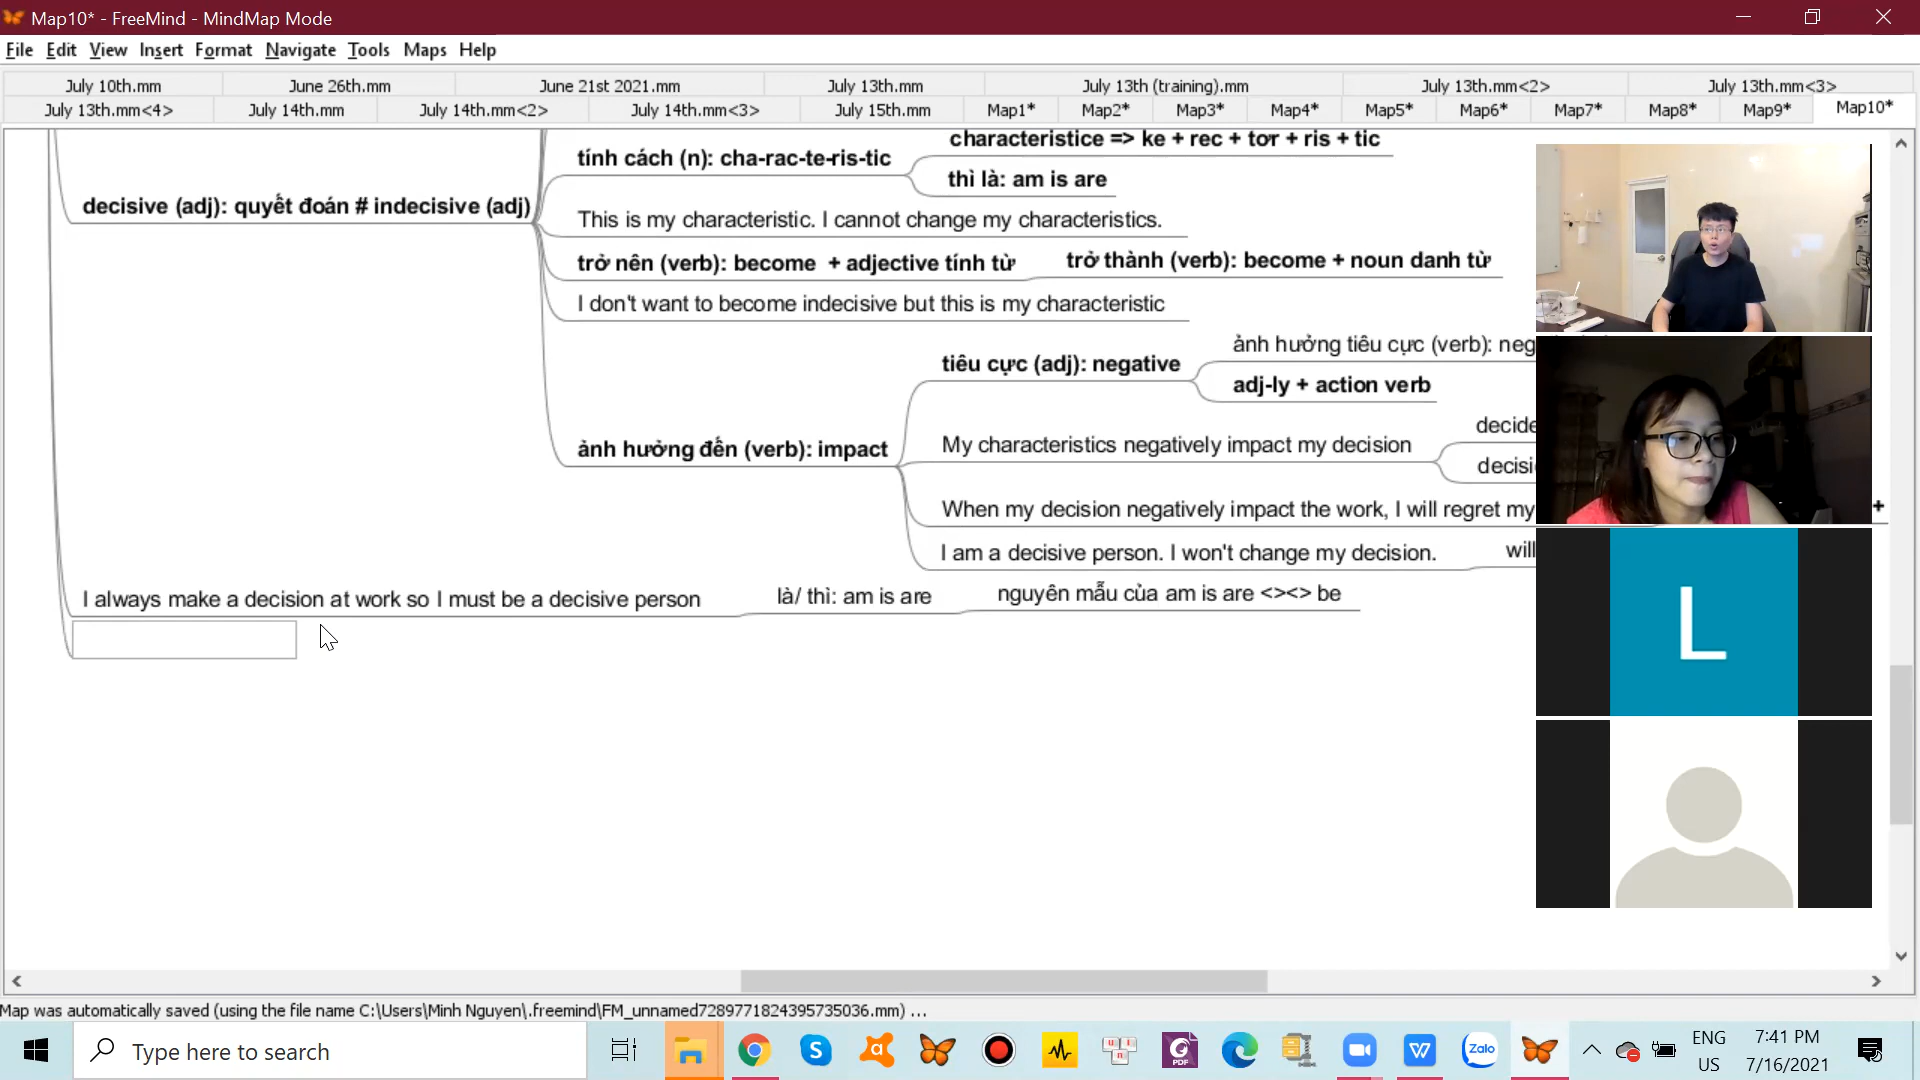 Map10* - FreeMind - MindMap Mode
File Edit View Insert Format Navigate Tools Maps Help
July 10th.mm June 26th.mm June 21st 2021.mm July 13th.mm July 13th (training).mm July 13th.mm<2> July 13th.mm<3>
July 13th.mm<4> July 14th.mm July 14th.mm<2> July 14th.mm<3> July 15th.mm Map1* Map2* Map3* Map4* Map5* Map6* Map7* Map8* Map9* Map10*
characteristice => ke + rec + tơr + ris + tic
tính cách (n): cha-rac-te-ris-tic
thì là: am is are
decisive (adj): quyết đoán # indecisive (adj)
This is my characteristic. I cannot change my characteristics.
trở nên (verb): become + adjective tính từ
trở thành (verb): become + noun danh từ
I don't want to become indecisive but this is my characteristic
ảnh hưởng tiêu cực (verb): neg
tiêu cực (adj): negative
adj-ly + action verb
decide
My characteristics negatively impact my decision
ảnh hưởng đến (verb): impact
decisi
When my decision negatively impact the work, I will regret my
+
I am a decisive person. I won't change my decision.
will
I always make a decision at work so I must be a decisive person
là/ thì: am is are
nguyên mẫu của am is are <><> be
L
Map was automatically saved (using the file name C:\Users\Minh Nguyen\.freemind\FM_unnamed7289771824395735036.mm) ...
Type here to search
PDF
Zalo
ENG
US
7:41 PM
7/16/2021